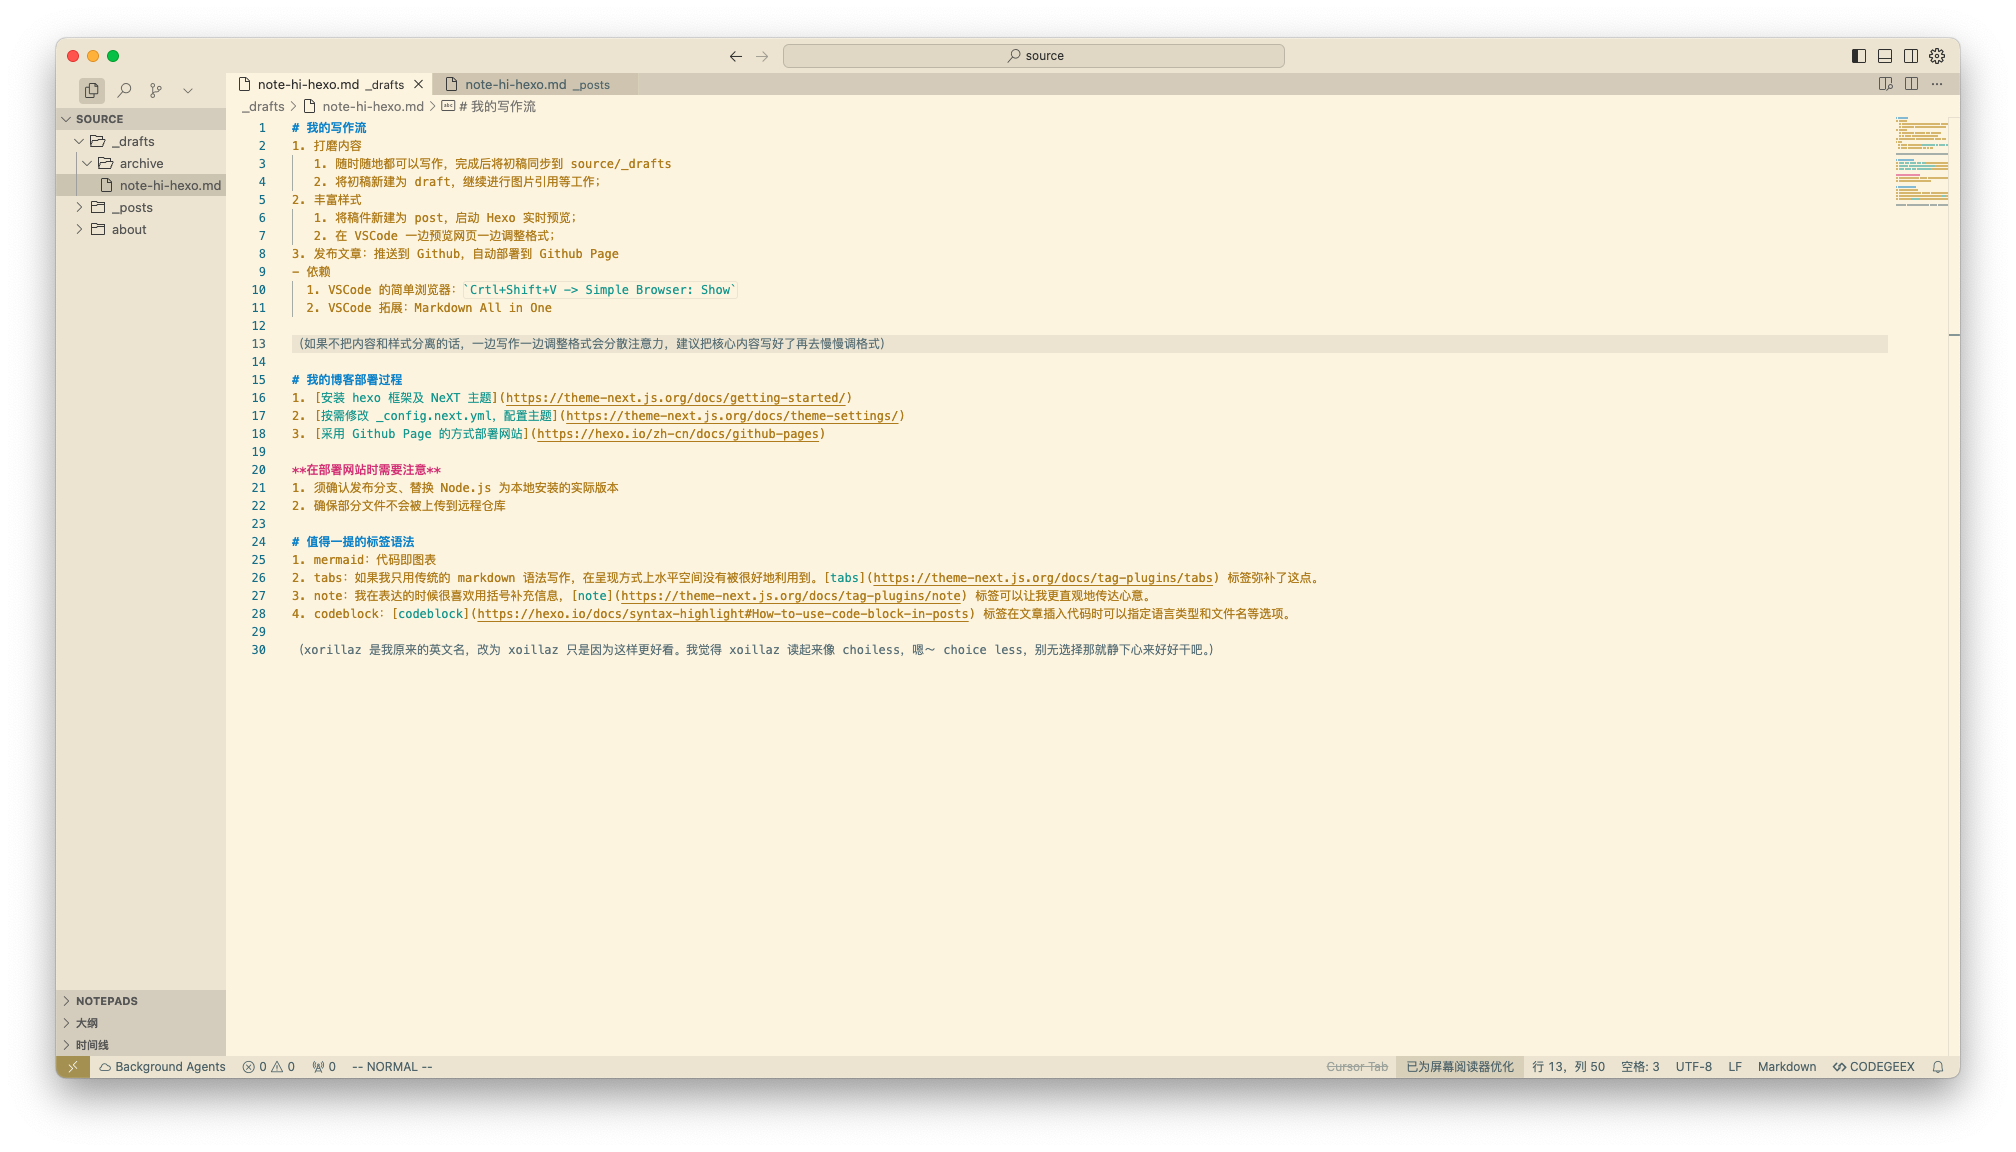 source
note-hi-hexo.md _drafts
note-hi-hexo.md _posts
_drafts > note-hi-hexo.md > # 我的写作流
SOURCE
_drafts
archive
note-hi-hexo.md
_posts
about
1 # 我的写作流
2 1. 打磨内容
3 1. 随时随地都可以写作，完成后将初稿同步到 source/_drafts
4 2. 将初稿新建为 draft，继续进行图片引用等工作；
5 2. 丰富样式
6 1. 将稿件新建为 post，启动 Hexo 实时预览；
7 2. 在 VSCode 一边预览网页一边调整格式；
8 3. 发布文章：推送到 Github，自动部署到 Github Page
9 - 依赖
10 1. VSCode 的简单浏览器：`Crtl+Shift+V -> Simple Browser: Show`
11 2. VSCode 拓展：Markdown All in One
12
13 （如果不把内容和样式分离的话，一边写作一边调整格式会分散注意力，建议把核心内容写好了再去慢慢调格式）
14
15 # 我的博客部署过程
16 1. [安装 hexo 框架及 NeXT 主题](https://theme-next.js.org/docs/getting-started/)
17 2. [按需修改 _config.next.yml，配置主题](https://theme-next.js.org/docs/theme-settings/)
18 3. [采用 Github Page 的方式部署网站](https://hexo.io/zh-cn/docs/github-pages)
19
20 **在部署网站时需要注意**
21 1. 须确认发布分支、替换 Node.js 为本地安装的实际版本
22 2. 确保部分文件不会被上传到远程仓库
23
24 # 值得一提的标签语法
25 1. mermaid：代码即图表
26 2. tabs：如果我只用传统的 markdown 语法写作，在呈现方式上水平空间没有被很好地利用到。[tabs](https://theme-next.js.org/docs/tag-plugins/tabs) 标签弥补了这点。
27 3. note：我在表达的时候很喜欢用括号补充信息，[note](https://theme-next.js.org/docs/tag-plugins/note) 标签可以让我更直观地传达心意。
28 4. codeblock：[codeblock](https://hexo.io/docs/syntax-highlight#How-to-use-code-block-in-posts) 标签在文章插入代码时可以指定语言类型和文件名等选项。
29
30 （xorillaz 是我原来的英文名，改为 xoillaz 只是因为这样更好看。我觉得 xoillaz 读起来像 choiless，嗯～ choice less，别无选择那就静下心来好好干吧。）
NOTEPADS
大纲
时间线
Background Agents 0 0 0 -- NORMAL -- Cursor Tab 已为屏幕阅读器优化 行 13，列 50 空格: 3 UTF-8 LF Markdown CODEGEEX